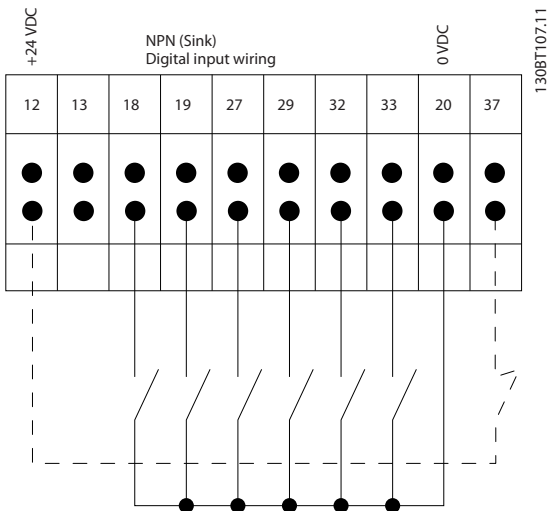 +24 VDC
NPN (Sink)
Digital input wiring
0 VDC
130BT107.11
12 13 18 19 27 29 32 33 20 37